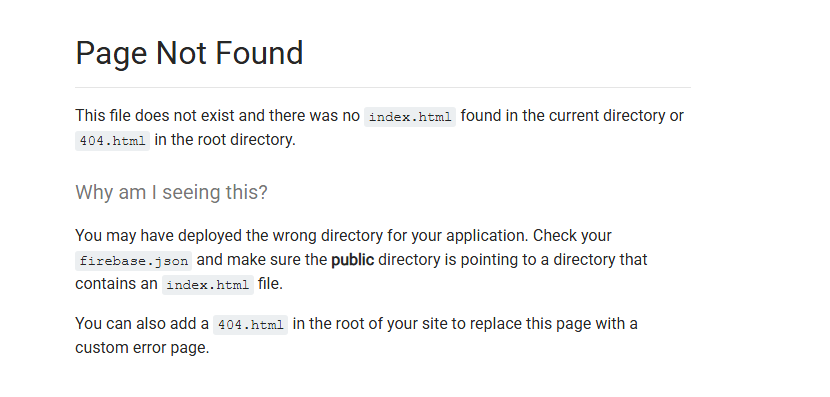 Page Not Found
This file does not exist and there was no index.html found in the current directory or
404.html in the root directory.
Why am I seeing this?
You may have deployed the wrong directory for your application. Check your
firebase.json and make sure the public directory is pointing to a directory that
contains an index.html file.
You can also add a 404.html in the root of your site to replace this page with a
custom error page.